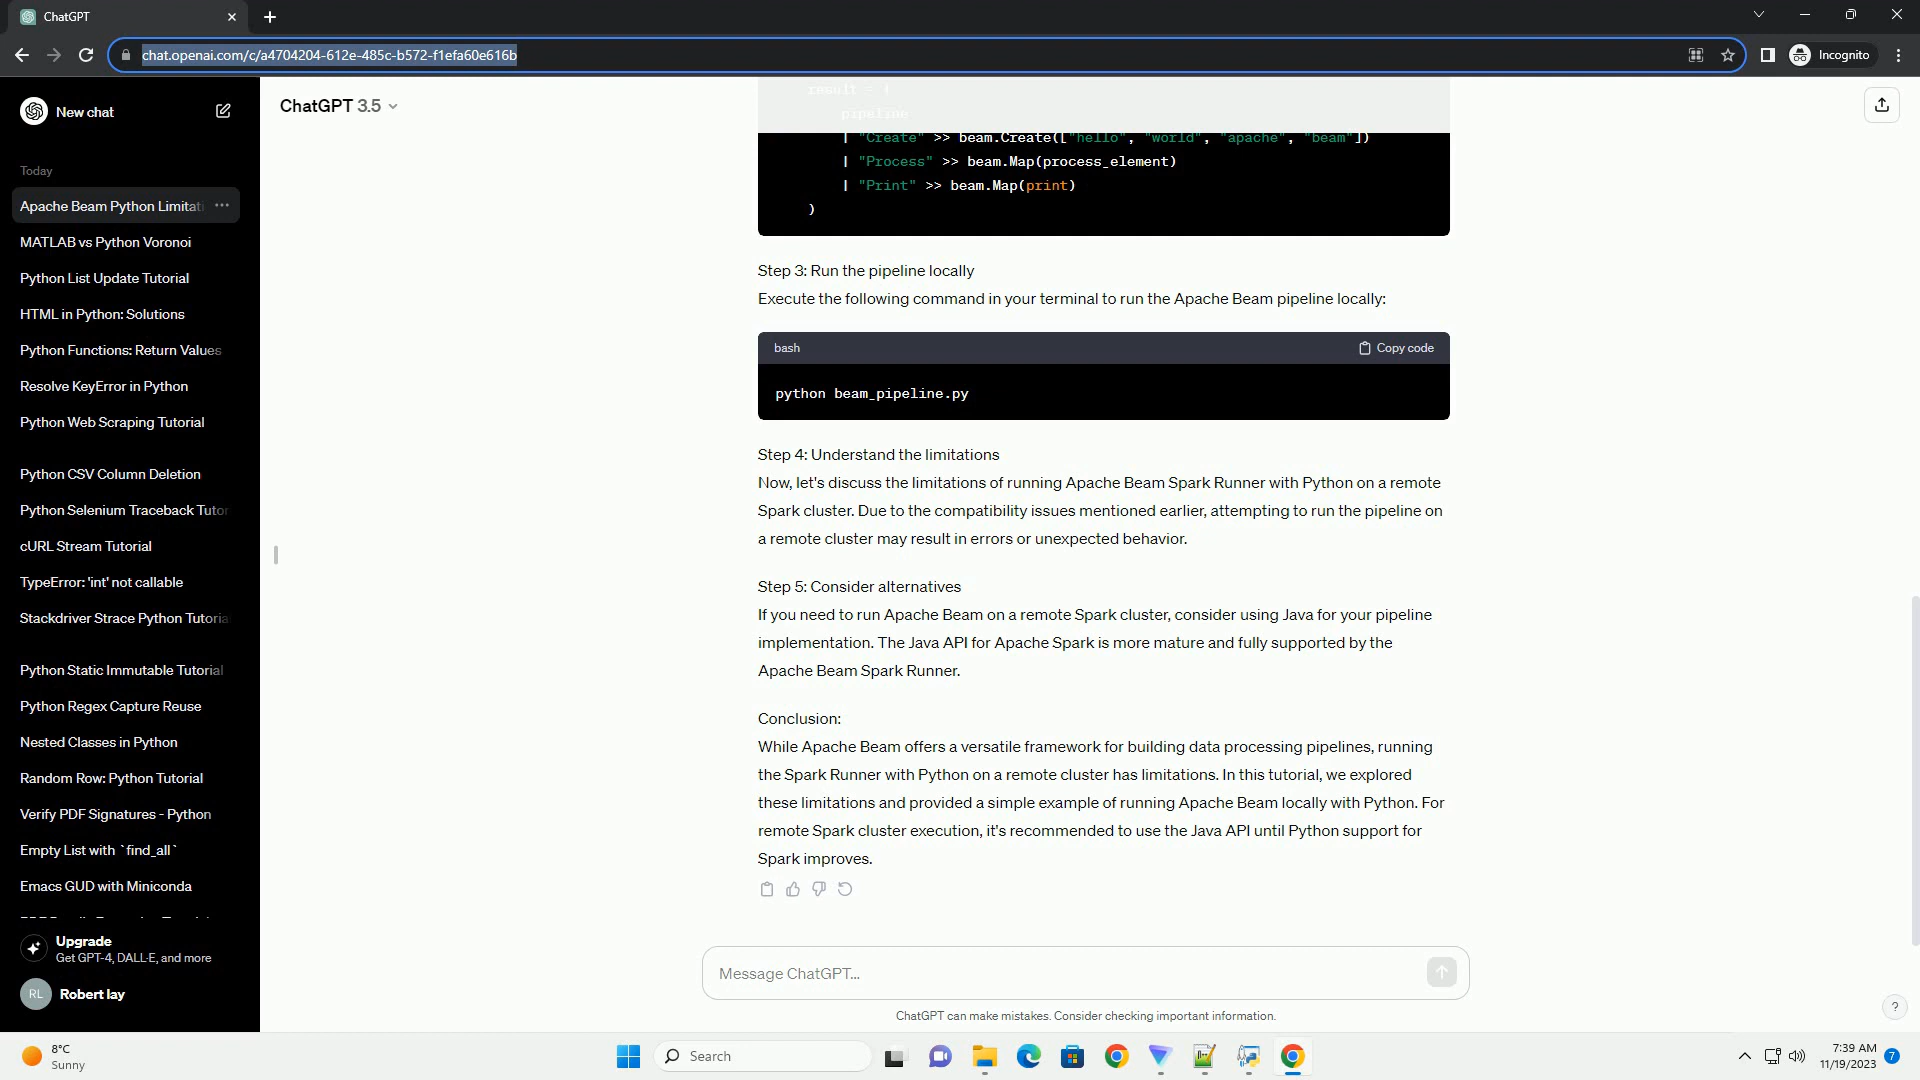 ChatGPT
chat.openai.com/c/a4704204-612e-485c-b572-f1efa60e616b
Incognito
New chat
ChatGPT 3.5
Today
Apache Beam Python Limitati
MATLAB vs Python Voronoi
Python List Update Tutorial
HTML in Python: Solutions
Python Functions: Return Values
Resolve KeyError in Python
Python Web Scraping Tutorial
Python CSV Column Deletion
Python Selenium Traceback Tutor
cURL Stream Tutorial
TypeError: 'int' not callable
Stackdriver Strace Python Tutoria
Python Static Immutable Tutorial
Python Regex Capture Reuse
Nested Classes in Python
Random Row: Python Tutorial
Verify PDF Signatures - Python
Empty List with `find_all`
Emacs GUD with Miniconda
Upgrade
Get GPT-4, DALL·E, and more
RL Robert lay
result = (
pipeline
| "Create" >> beam.Create(["hello", "world", "apache", "beam"])
| "Process" >> beam.Map(process_element)
| "Print" >> beam.Map(print)
)
Step 3: Run the pipeline locally
Execute the following command in your terminal to run the Apache Beam pipeline locally:
bash Copy code
python beam_pipeline.py
Step 4: Understand the limitations
Now, let's discuss the limitations of running Apache Beam Spark Runner with Python on a remote
Spark cluster. Due to the compatibility issues mentioned earlier, attempting to run the pipeline on
a remote cluster may result in errors or unexpected behavior.
Step 5: Consider alternatives
If you need to run Apache Beam on a remote Spark cluster, consider using Java for your pipeline
implementation. The Java API for Apache Spark is more mature and fully supported by the
Apache Beam Spark Runner.
Conclusion:
While Apache Beam offers a versatile framework for building data processing pipelines, running
the Spark Runner with Python on a remote cluster has limitations. In this tutorial, we explored
these limitations and provided a simple example of running Apache Beam locally with Python. For
remote Spark cluster execution, it's recommended to use the Java API until Python support for
Spark improves.
Message ChatGPT...
ChatGPT can make mistakes. Consider checking important information.
?
8°C
Sunny
Search
7:39 AM
11/19/2023
7